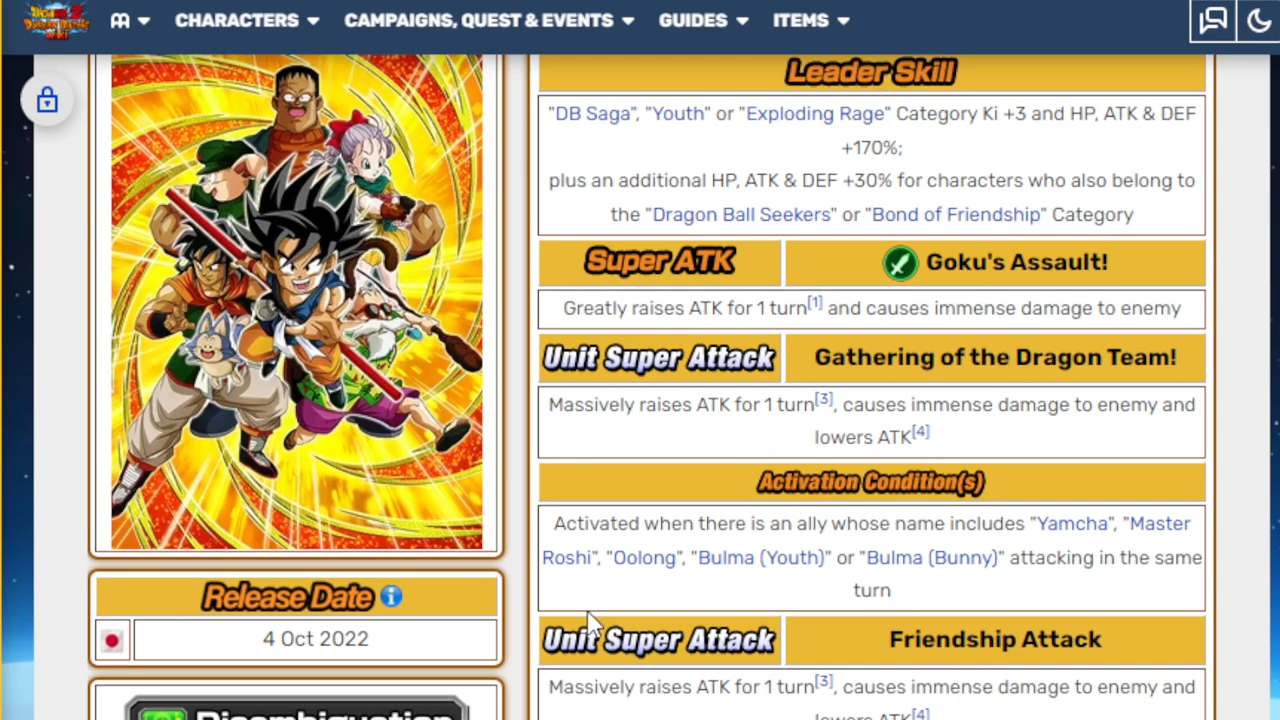 CHARACTERS CAMPAIGNS, QUEST & EVENTS GUIDES ITEMS
Leader Skill
"DB Saga", "Youth" or "Exploding Rage" Category Ki +3 and HP, ATK & DEF
+170%;
plus an additional HP, ATK & DEF +30% for characters who also belong to
the "Dragon Ball Seekers" or "Bond of Friendship" Category
Super ATK Goku's Assault!
Greatly raises ATK for 1 turn[1] and causes immense damage to enemy
Unit Super Attack Gathering of the Dragon Team!
Massively raises ATK for 1 turn[3], causes immense damage to enemy and
lowers ATK[4]
Activation Condition(s)
Activated when there is an ally whose name includes "Yamcha", "Master
Roshi", "Oolong", "Bulma (Youth)" or "Bulma (Bunny)" attacking in the same
turn
Unit Super Attack Friendship Attack
Massively raises ATK for 1 turn[3], causes immense damage to enemy and
lowers ATK[4]
Release Date
4 Oct 2022
Disambiguation